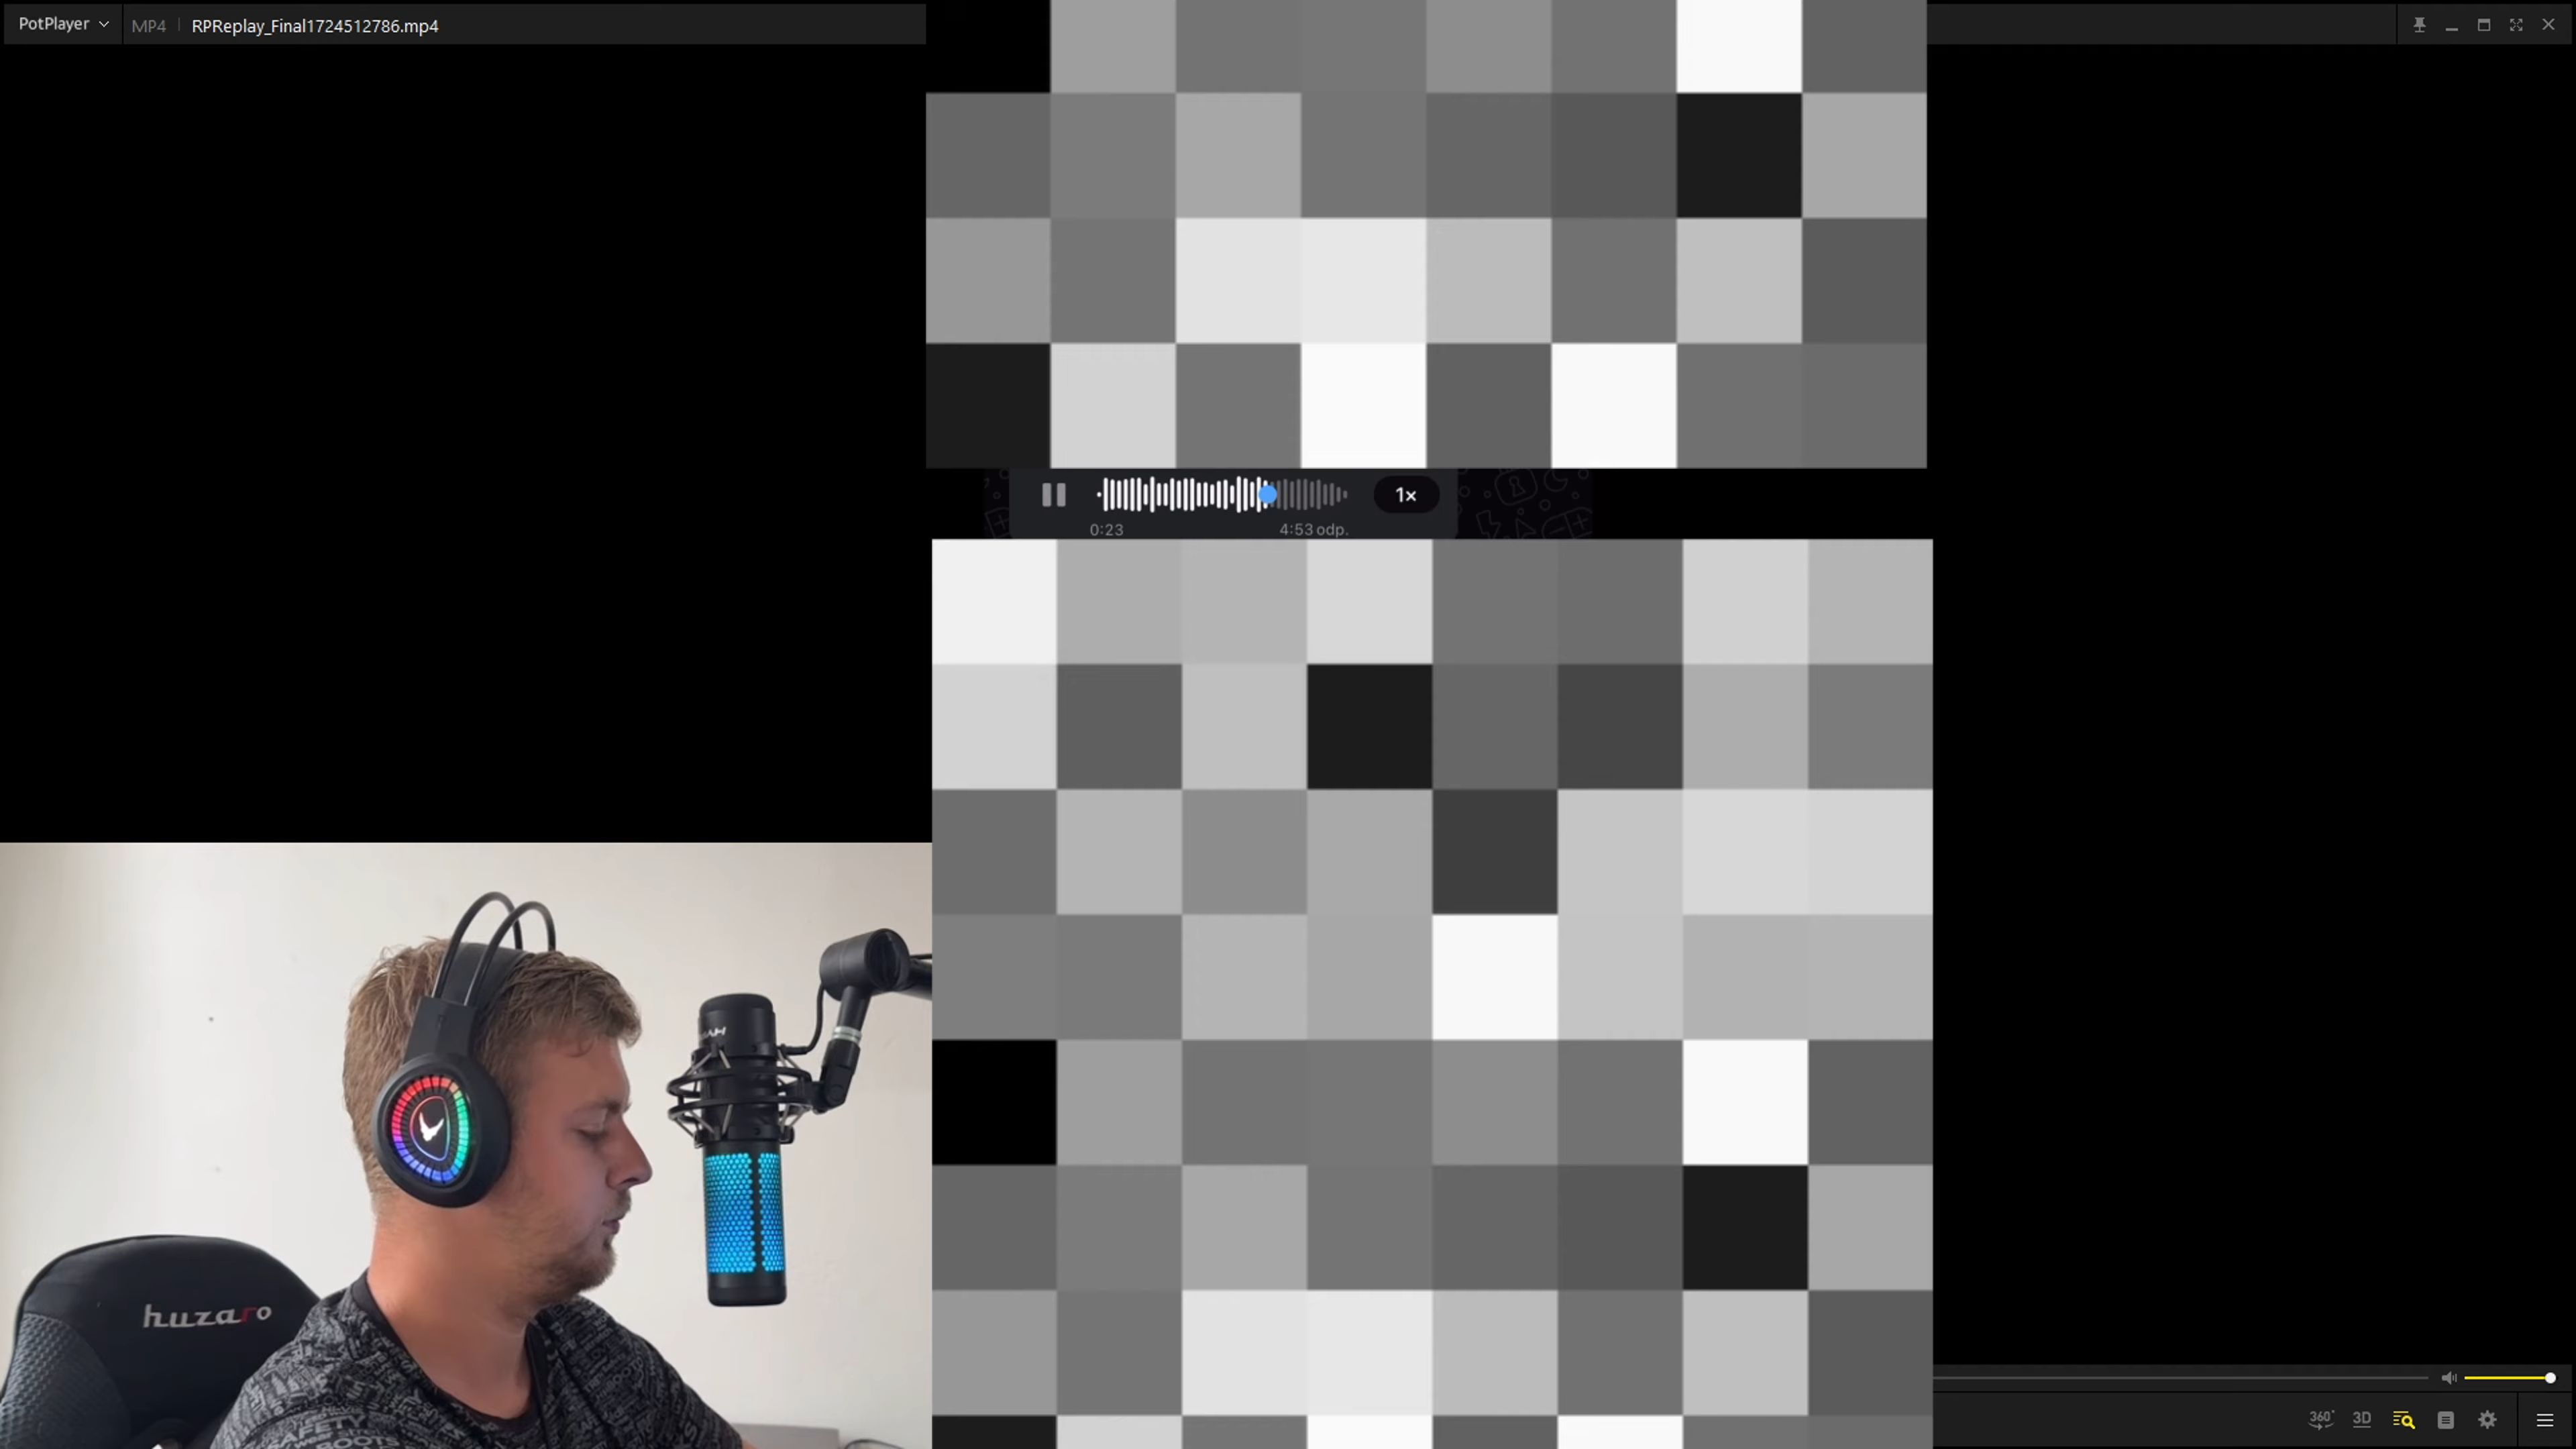 PotPlayer
MP4
RPReplay_Final1724512786.mp4
1x
0:23
4:53 odp.
huzaro
360°
3D